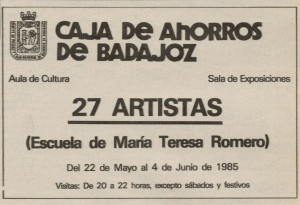 CAJA DE AHORROS
DE BADAJOZ
Aula de Cultura
Sala de Exposiciones
27 ARTISTAS
(Escuela de María Teresa Romero)
Del 22 de Mayo al 4 de Junio de 1985
Visitas: De 20 a 22 horas, excepto sábados y festivos